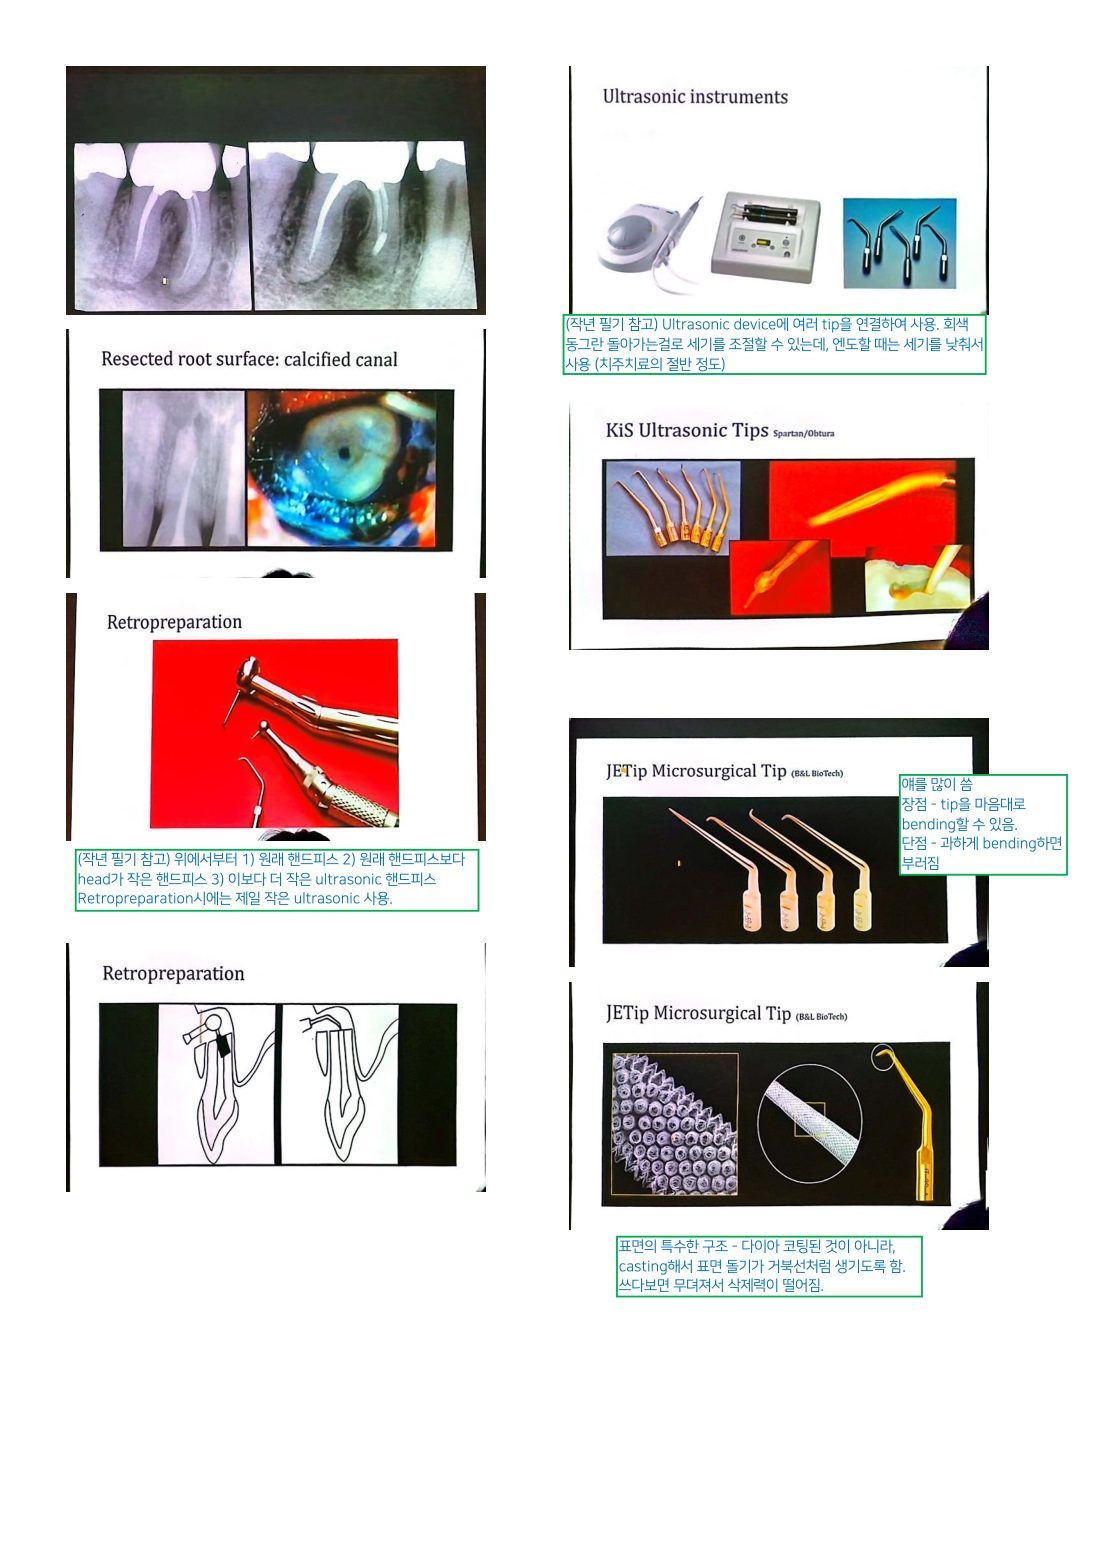 Resected root surface: calcified canal
Retropreparation
(작년 필기 참고) 위에서부터 1) 원래 핸드피스 2) 원래 핸드피스보다
head가 작은 핸드피스 3) 이보다 더 작은 ultrasonic 핸드피스
Retropreparation시에는 제일 작은 ultrasonic 사용.
Retropreparation
Ultrasonic instruments
(작년 필기 참고) Ultrasonic device에 여러 tip을 연결하여 사용. 회색
동그란 돌아가는걸로 세기를 조절할 수 있는데, 엔도할 때는 세기를 낮춰서
사용 (치주치료의 절반 정도)
KiS Ultrasonic Tips Spartan/Obtura
JETip Microsurgical Tip (B&L BioTech)
얘를 많이 씀
장점 - tip을 마음대로
bending할 수 있음.
단점 - 과하게 bending하면
부러짐
JETip Microsurgical Tip (B&L BioTech)
표면의 특수한 구조 - 다이아 코팅된 것이 아니라,
casting해서 표면 돌기가 거북선처럼 생기도록 함.
쓰다보면 무뎌져서 삭제력이 떨어짐.